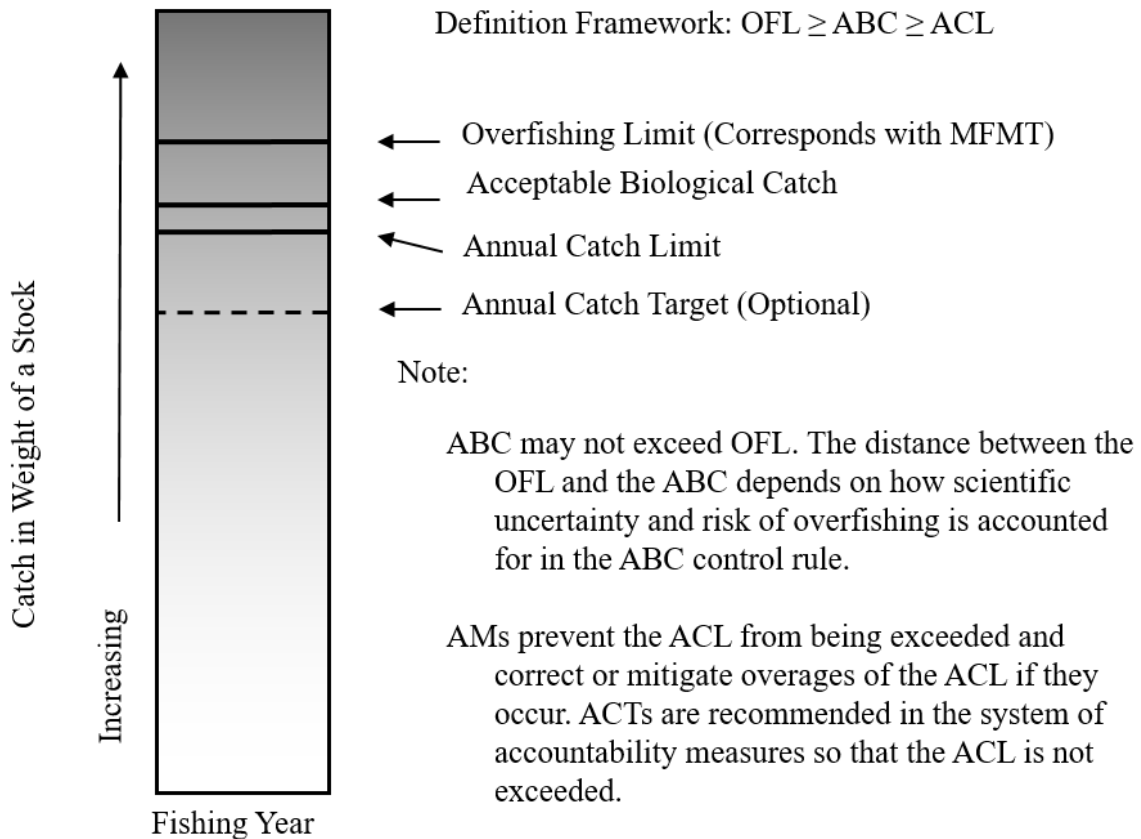 Definition Framework: OFL ≥ ABC ≥ ACL
Overfishing Limit (Corresponds with MFMT)
Acceptable Biological Catch
Annual Catch Limit
Annual Catch Target (Optional)
Catch in Weight of a Stock
Increasing
Note:
ABC may not exceed OFL. The distance between the
OFL and the ABC depends on how scientific
uncertainty and risk of overfishing is accounted
for in the ABC control rule.
AMs prevent the ACL from being exceeded and
correct or mitigate overages of the ACL if they
occur. ACTs are recommended in the system of
accountability measures so that the ACL is not
exceeded.
Fishing Year